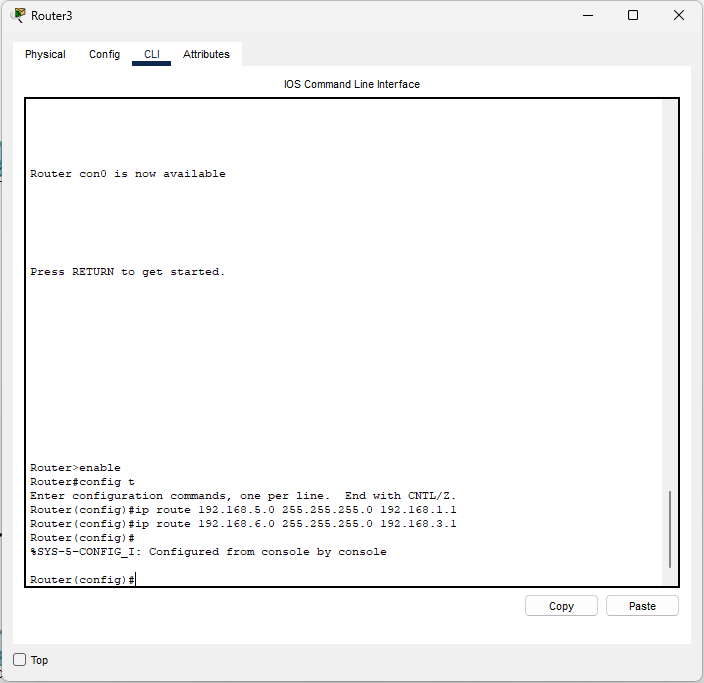 Router3
Physical Config CLI Attributes
IOS Command Line Interface
Router con0 is now available
Press RETURN to get started.
Router>enable
Router#config t
Enter configuration commands, one per line.  End with CNTL/Z.
Router(config)#ip route 192.168.5.0 255.255.255.0 192.168.1.1
Router(config)#ip route 192.168.6.0 255.255.255.0 192.168.3.1
Router(config)#
%SYS-5-CONFIG_I: Configured from console by console
Router(config)#
Copy Paste
Top